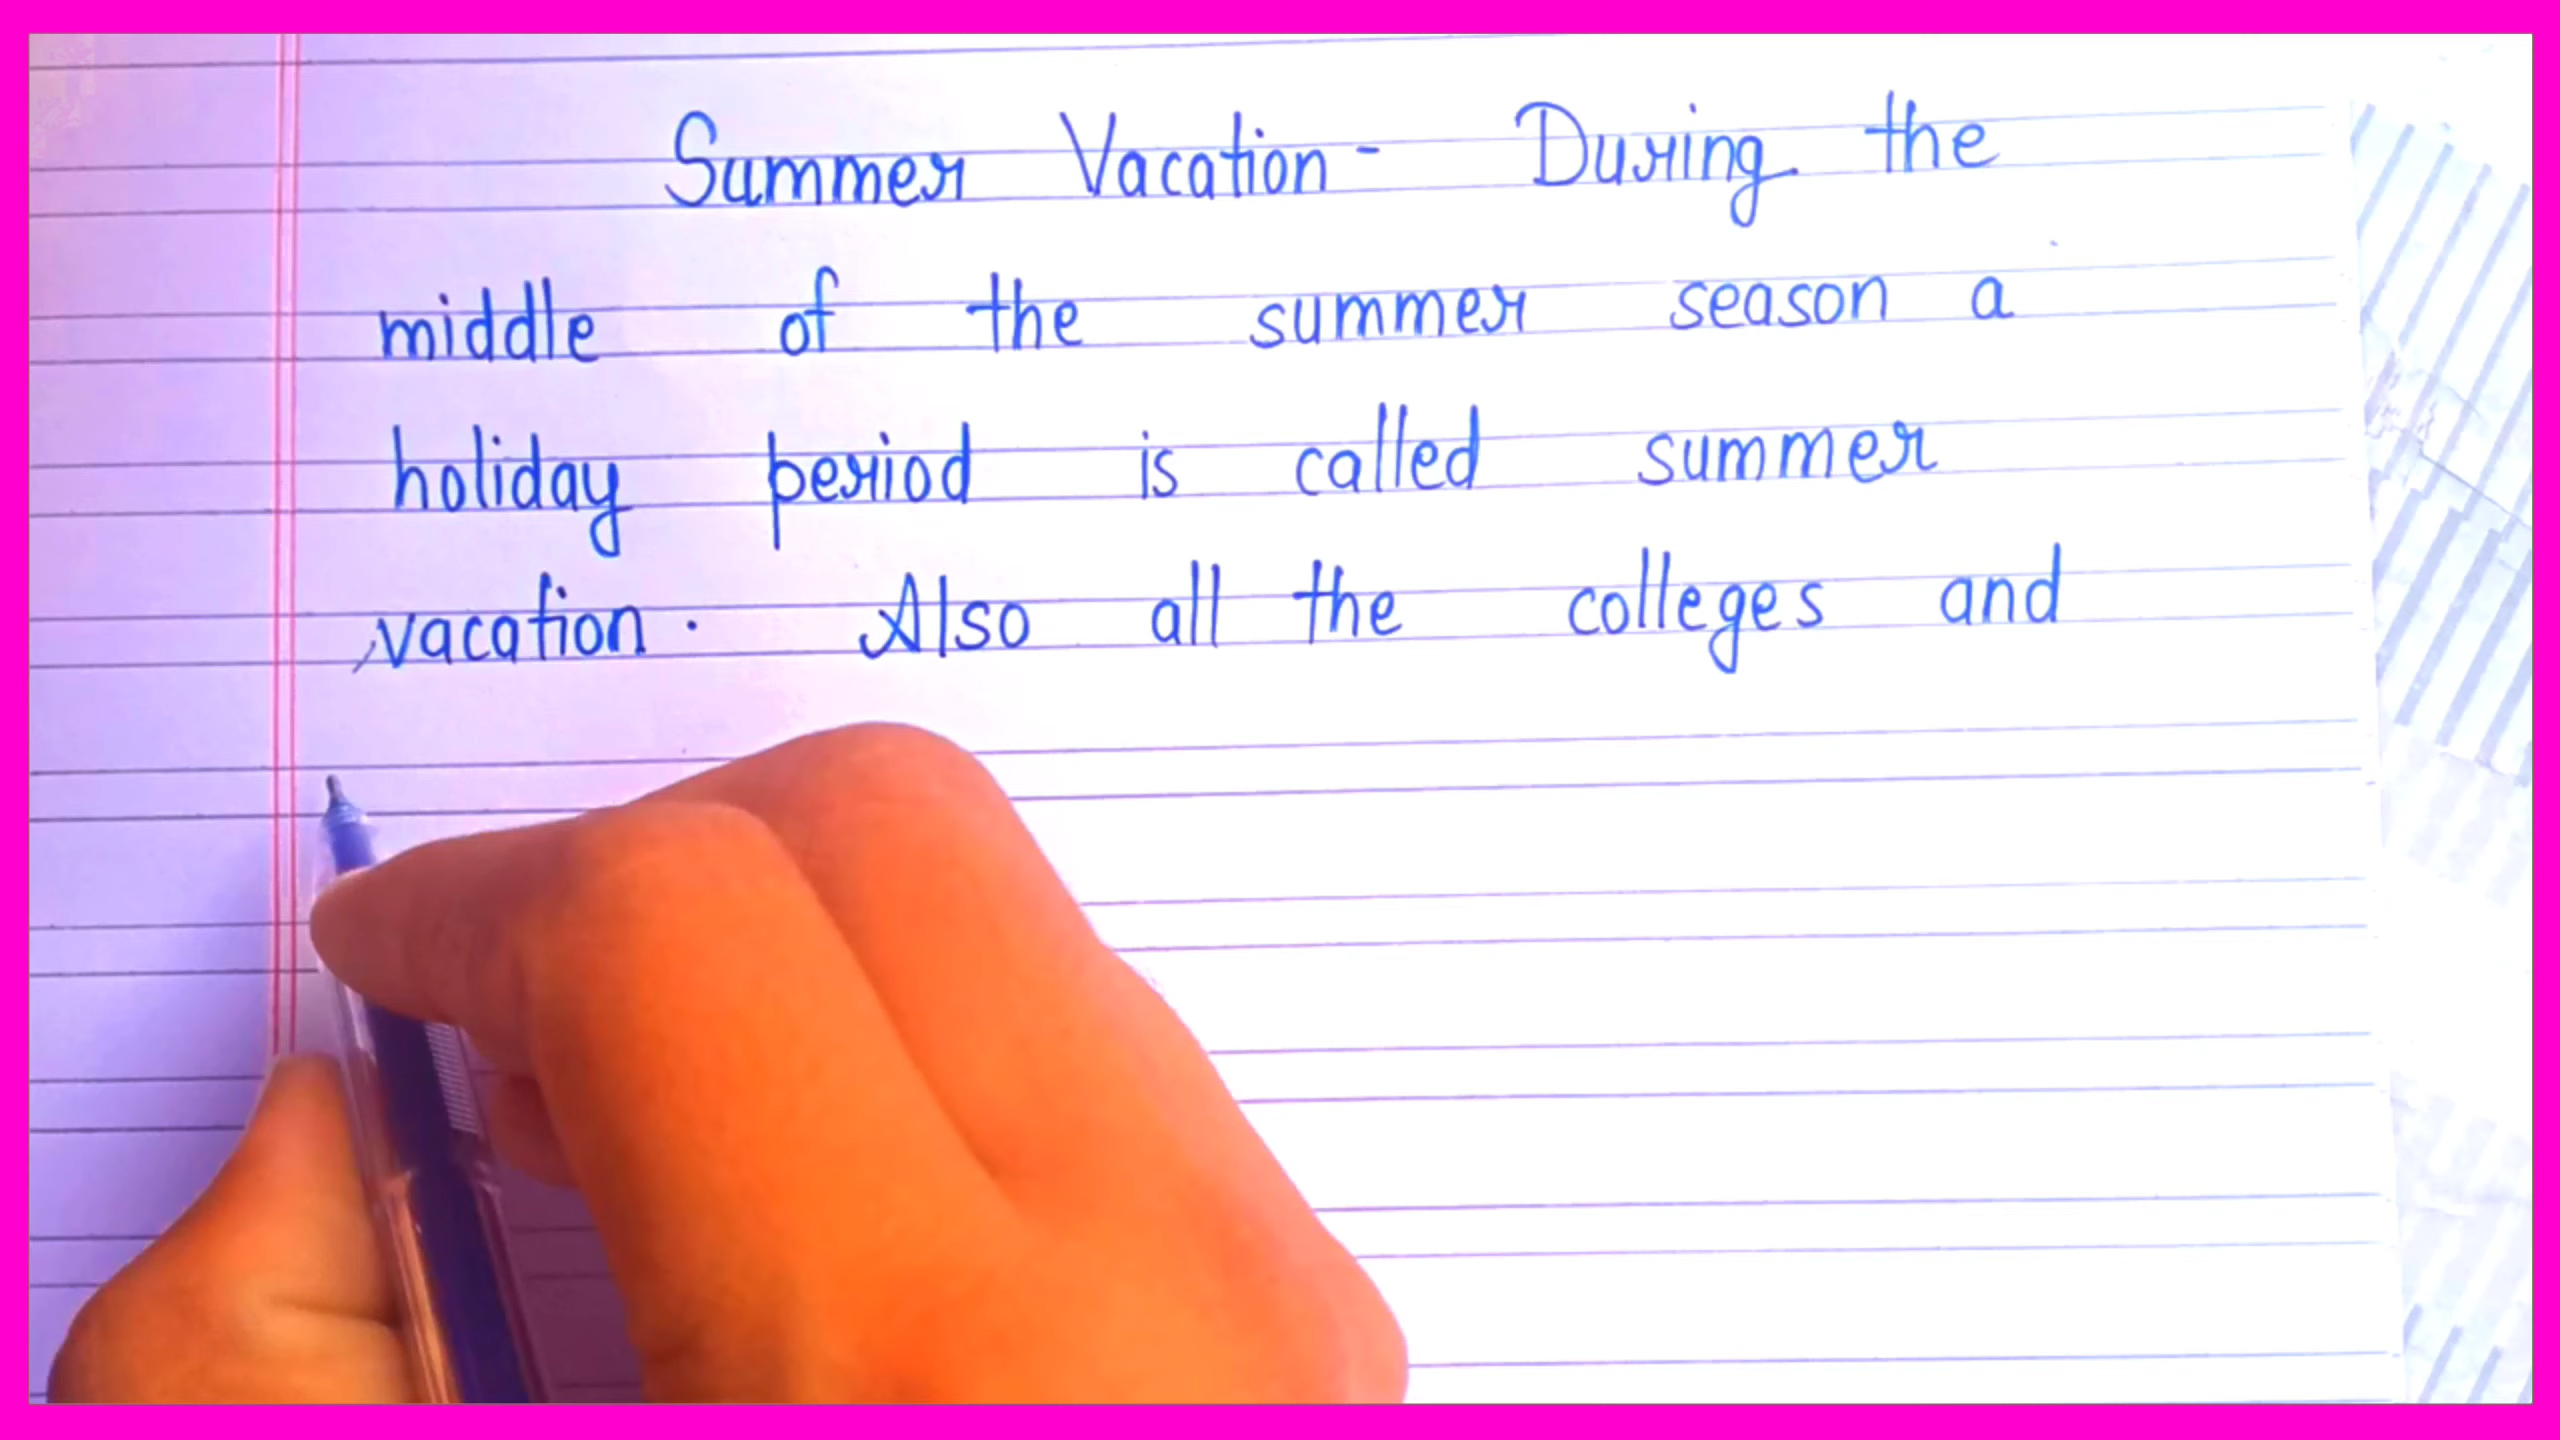 Summer Vacation- During the
middle of the summer season a
holiday period is called summer
vacation. Also all the colleges and